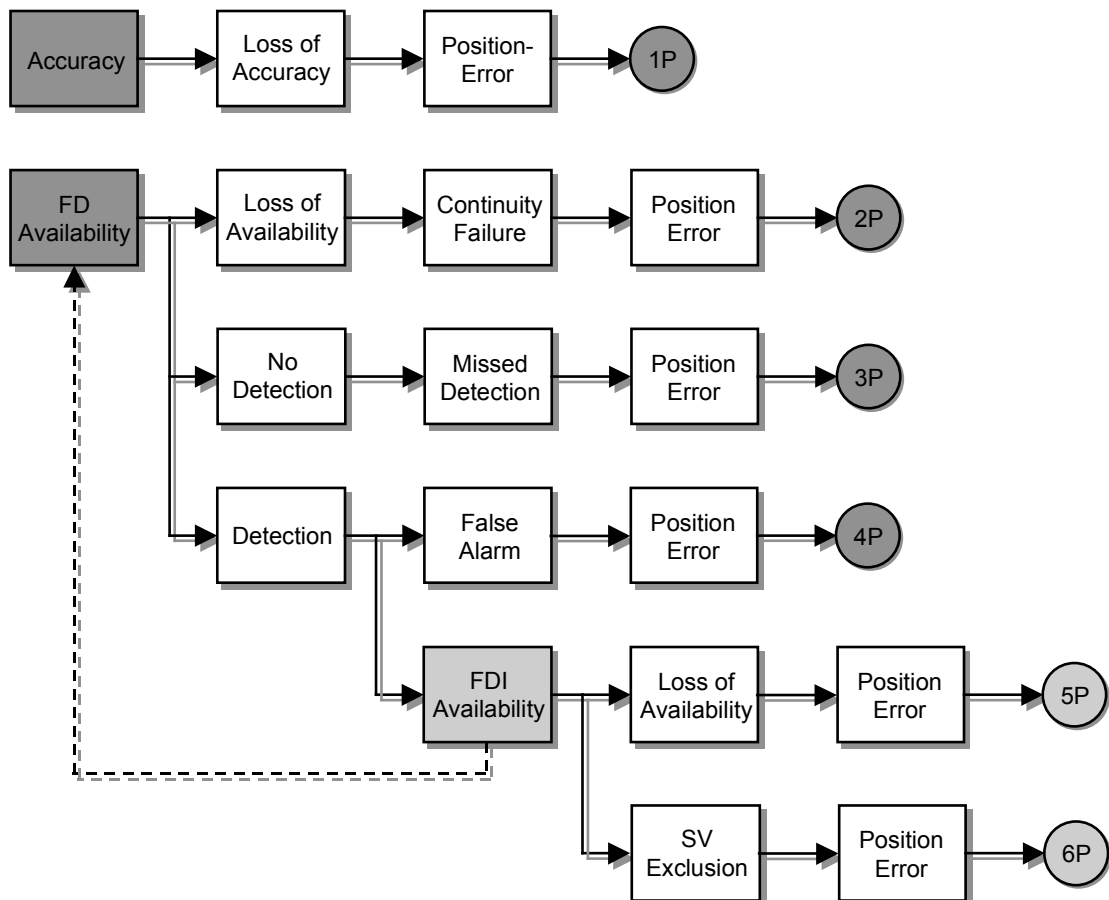 Accuracy
Loss of
Accuracy
Position-
Error
1P
FD
Availability
Loss of
Availability
Continuity
Failure
Position
Error
2P
No
Detection
Missed
Detection
Position
Error
3P
Detection
False
Alarm
Position
Error
4P
FDI
Availability
Loss of
Availability
Position
Error
5P
SV
Exclusion
Position
Error
6P